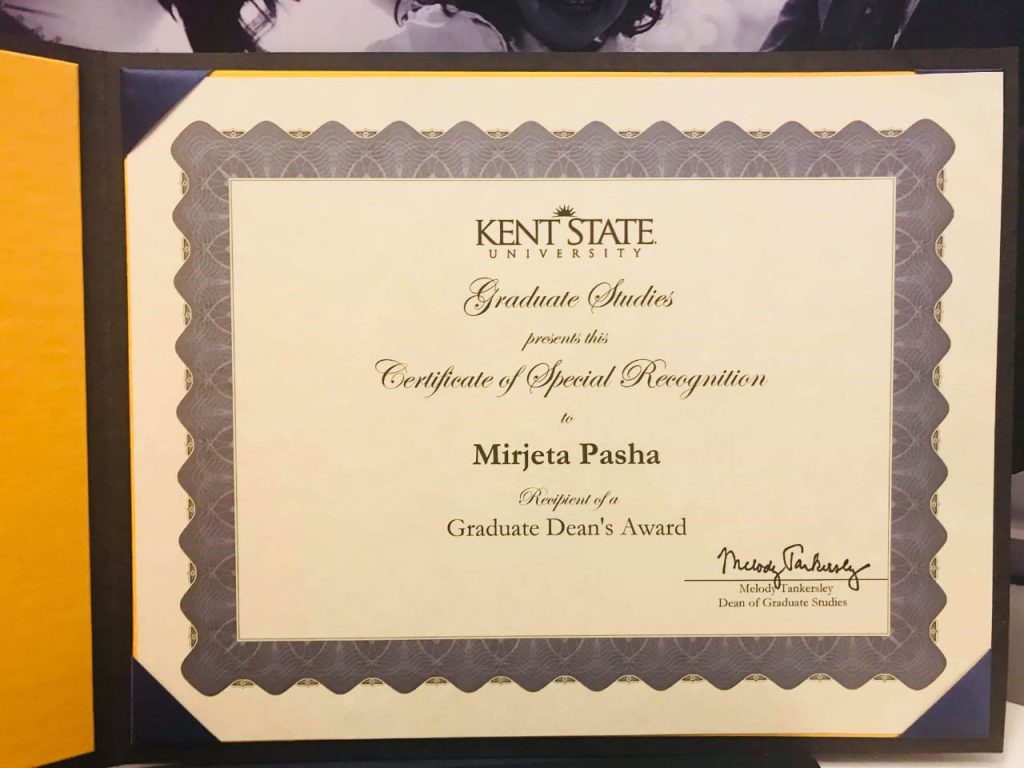 KENT STATE
UNIVERSITY
Graduate Studies
presents this
Certificate of Special Recognition
to
Mirjeta Pasha
Recipient of a
Graduate Dean's Award
Melody Tankersley
Melody Tankersley
Dean of Graduate Studies